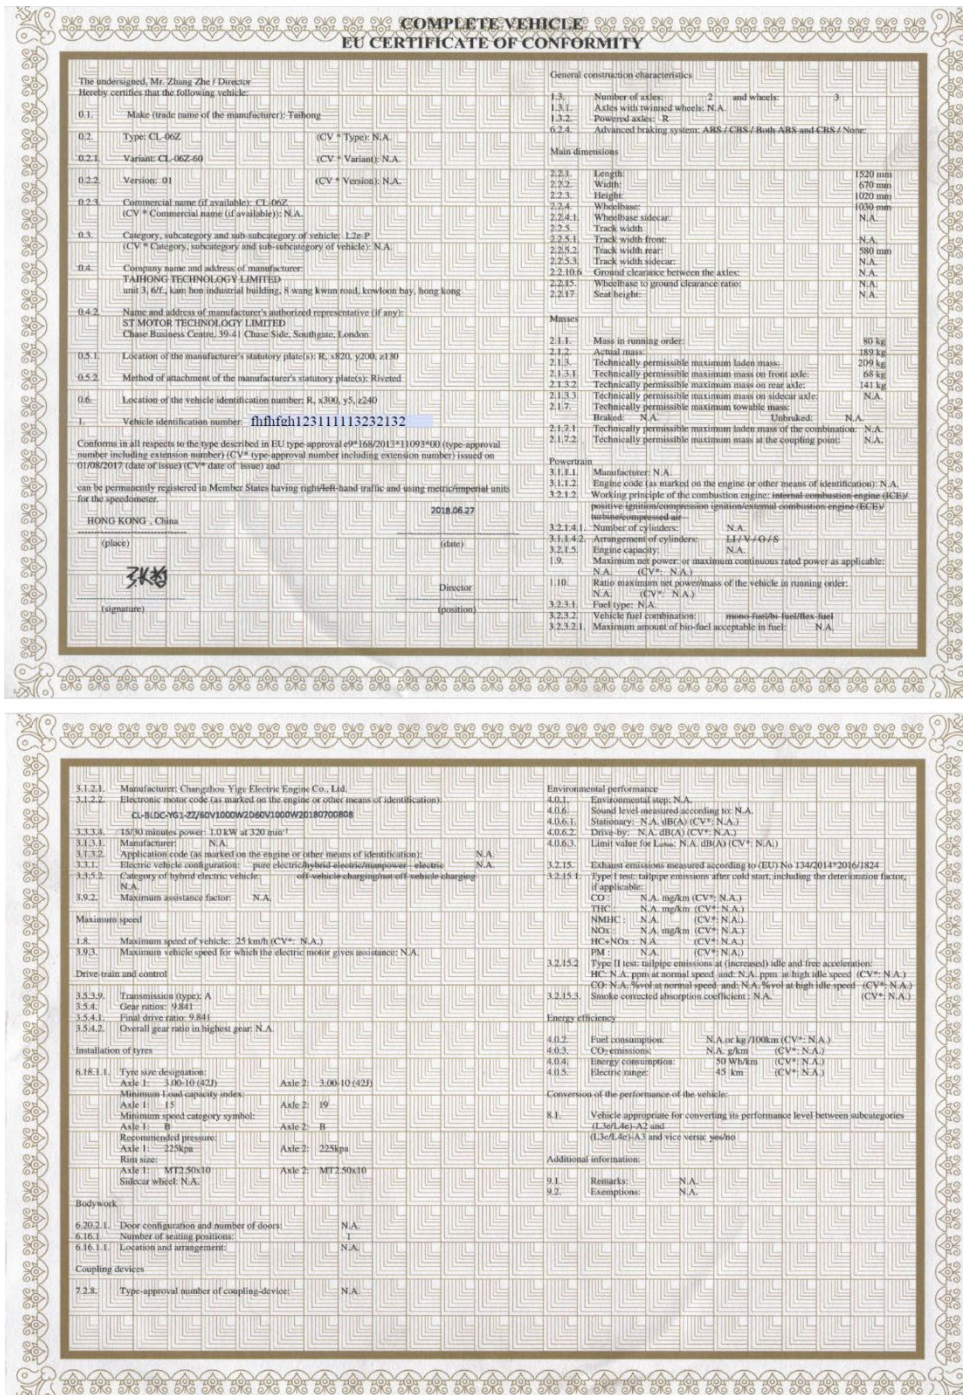 COMPLETE VEHICLE
EU CERTIFICATE OF CONFORMITY
The undersigned, Mr. Zhang Zhe / Director
Hereby certifies that the following vehicle:
0.1. Make (trade name of the manufacturer): Taihong
0.2. Type: CL-06Z (CV * Type): N.A.
0.2.1. Variant: CL-06Z-60 (CV * Variant): N.A.
0.2.2. Version: 01 (CV * Version): N.A.
0.2.3. Commercial name (if available): CL-06Z
(CV * Commercial name (if available)): N.A.
0.3. Category, subcategory and sub-subcategory of vehicle: L2e-P
(CV * Category, subcategory and sub-subcategory of vehicle): N.A.
0.4. Company name and address of manufacturer:
TAIHONG TECHNOLOGY LIMITED
unit 3, 6/f., kam hon industrial building, 8 wang kwun road, kowloon bay, hong kong
0.4.2. Name and address of manufacturer's authorized representative (if any):
ST MOTOR TECHNOLOGY LIMITED
Chase Business Centre, 39-41 Chase Side, Southgate, London
0.5.1. Location of the manufacturer's statutory plate(s): R, x820, y200, z130
0.5.2. Method of attachment of the manufacturer's statutory plate(s): Riveted
0.6. Location of the vehicle identification number: R, x300, y5, z240
1. Vehicle identification number: fhfhfgh123111113232132
Conforms in all respects to the type described in EU type-approval e9*168/2013*11093*00 (type-approval
number including extension number) (CV* type-approval number including extension number) issued on
01/08/2017 (date of issue) (CV* date of issue) and
can be permanently registered in Member States having right/left-hand traffic and using metric/imperial units
for the speedometer.
HONG KONG , China 2018.06.27
(place) (date)
张哲 Director
(signature) (position)
General construction characteristics
1.3. Number of axles: 2 and wheels: 3
1.3.1. Axles with twinned wheels: N.A.
1.3.2. Powered axles: R
6.2.4. Advanced braking system: ABS / CBS / Both ABS and CBS / None
Main dimensions
2.2.1. Length: 1520 mm
2.2.2. Width: 670 mm
2.2.3. Height: 1020 mm
2.2.4. Wheelbase: 1030 mm
2.2.4.1. Wheelbase sidecar: N.A.
2.2.5. Track width
2.2.5.1. Track width front: N.A.
2.2.5.2. Track width rear: 580 mm
2.2.5.3. Track width sidecar: N.A.
2.2.10.6 Ground clearance between the axles: N.A.
2.2.15. Wheelbase to ground clearance ratio: N.A.
2.2.17. Seat height: N.A.
Masses
2.1.1. Mass in running order: 80 kg
2.1.2. Actual mass: 189 kg
2.1.3. Technically permissible maximum laden mass: 209 kg
2.1.3.1 Technically permissible maximum mass on front axle: 68 kg
2.1.3.2 Technically permissible maximum mass on rear axle: 141 kg
2.1.3.3 Technically permissible maximum mass on sidecar axle: N.A.
2.1.7. Technically permissible maximum towable mass:
Braked: N.A. Unbraked: N.A.
2.1.7.1 Technically permissible maximum laden mass of the combination: N.A.
2.1.7.2 Technically permissible maximum mass at the coupling point: N.A.
Powertrain
3.1.1.1. Manufacturer: N.A.
3.1.1.2. Engine code (as marked on the engine or other means of identification): N.A.
3.2.1.2 Working principle of the combustion engine: internal combustion engine (ICE)/
positive ignition/compression ignition/external combustion engine (ECE)/
turbine/compressed air
3.2.1.4.1. Number of cylinders: N.A.
3.1.1.4.2. Arrangement of cylinders: LI / V / O / S
3.2.1.5. Engine capacity: N.A.
1.9. Maximum net power: or maximum continuous rated power as applicable:
N.A. (CV*: N.A.)
1.10. Ratio maximum net power/mass of the vehicle in running order:
N.A. (CV*: N.A.)
3.2.3.1. Fuel type: N.A.
3.2.3.2. Vehicle fuel combination: mono-fuel/bi-fuel/flex-fuel
3.2.3.2.1. Maximum amount of bio-fuel acceptable in fuel: N.A.
3.1.2.1. Manufacturer: Changzhou Yige Electric Engine Co., Ltd.
3.1.2.2. Electronic motor code (as marked on the engine or other means of identification):
CL-BLDC-YG1-ZZ/60V1000W2D60V1000W20180700808
3.3.3.4. 15/30 minutes power: 1.0 kW at 320 min⁻¹
3.1.3.1. Manufacturer: N.A.
3.1.3.2. Application code (as marked on the engine or other means of identification): N.A.
3.3.1. Electric vehicle configuration: pure electric/hybrid electric/manpower - electric N.A.
3.3.5.2. Category of hybrid electric vehicle: off-vehicle charging/not off-vehicle charging
N.A.
3.9.2. Maximum assistance factor: N.A.
Maximum speed
1.8. Maximum speed of vehicle: 25 km/h (CV*: N.A.)
3.9.3. Maximum vehicle speed for which the electric motor gives assistance: N.A.
Drive-train and control
3.5.3.9. Transmission (type): A
3.5.4. Gear ratios: 9.841
3.5.4.1. Final drive ratio: 9.841
3.5.4.2. Overall gear ratio in highest gear: N.A.
Installation of tyres
6.18.1.1. Tyre size designation:
Axle 1: 3.00-10 (42J) Axle 2: 3.00-10 (42J)
Minimum Load capacity index:
Axle 1: 15 Axle 2: 19
Minimum speed category symbol:
Axle 1: B Axle 2: B
Recommended pressure:
Axle 1: 225kpa Axle 2: 225kpa
Rim size:
Axle 1: MT2.50x10 Axle 2: MT2.50x10
Sidecar wheel: N.A.
Bodywork
6.20.2.1. Door configuration and number of doors: N.A.
6.16.1. Number of seating positions: 1
6.16.1.1. Location and arrangement: N.A.
Coupling devices
7.2.8. Type-approval number of coupling-device: N.A.
Environmental performance
4.0.1. Environmental step: N.A.
4.0.6. Sound level measured according to: N.A.
4.0.6.1. Stationary: N.A. dB(A) (CV*: N.A.)
4.0.6.2. Drive-by: N.A. dB(A) (CV*: N.A.)
4.0.6.3. Limit value for Lurban: N.A. dB(A) (CV*: N.A.)
3.2.15. Exhaust emissions measured according to (EU) No 134/2014*2016/1824
3.2.15.1. Type I test: tailpipe emissions after cold start, including the deterioration factor,
if applicable:
CO : N.A. mg/km (CV*: N.A.)
THC : N.A. mg/km (CV*: N.A.)
NMHC : N.A. (CV*: N.A.)
NOx : N.A. mg/km (CV*: N.A.)
HC+NOx : N.A. (CV*: N.A.)
PM : N.A. (CV*: N.A.)
3.2.15.2 Type II test: tailpipe emissions at (increased) idle and free acceleration:
HC: N.A. ppm at normal speed and: N.A. ppm at high idle speed (CV*: N.A.)
CO: N.A. %vol at normal speed and: N.A. %vol at high idle speed (CV*: N.A.)
3.2.15.3. Smoke corrected absorption coefficient : N.A. (CV*: N.A.)
Energy efficiency
4.0.2. Fuel consumption: N.A.or kg /100km (CV*: N.A.)
4.0.3. CO₂ emissions: N.A. g/km (CV*: N.A.)
4.0.4. Energy consumption: 50 Wh/km (CV*: N.A.)
4.0.5. Electric range: 45 km (CV*: N.A.)
Conversion of the performance of the vehicle:
8.1. Vehicle appropriate for converting its performance level between subcategories
(L3e/L4e)-A2 and
(L3e/L4e)-A3 and vice versa: yes/no
Additional information:
9.1. Remarks: N.A.
9.2. Exemptions: N.A.